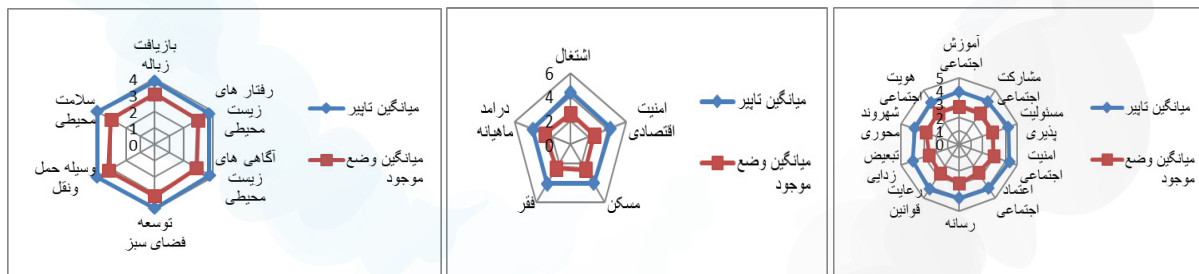 آموزش
اجتماعی
مشارکت
اجتماعی
مسئولیت
پذیری
امنیت
اجتماعی
اعتماد
اجتماعی
رسانه
رعایت
قوانین
تبعیض
زدایی
شهروند
محوری
هویت
اجتماعی
5
4
3
2
1
0
میانگین تاپیر
میانگین وضع
موجود
اشتغال
امنیت
اقتصادی
مسکن
فقر
درامد
ماهیانه
6
4
2
0
میانگین تاپیر
میانگین وضع
موجود
بازیافت
زباله
رفتار های
زیست
محیطی
آگاهی های
زیست
محیطی
توسعه
فضای سبز
وسیله حمل
ونقل
سلامت
محیطی
4
3
2
1
0
میانگین تاپیر
میانگین وضع
موجود